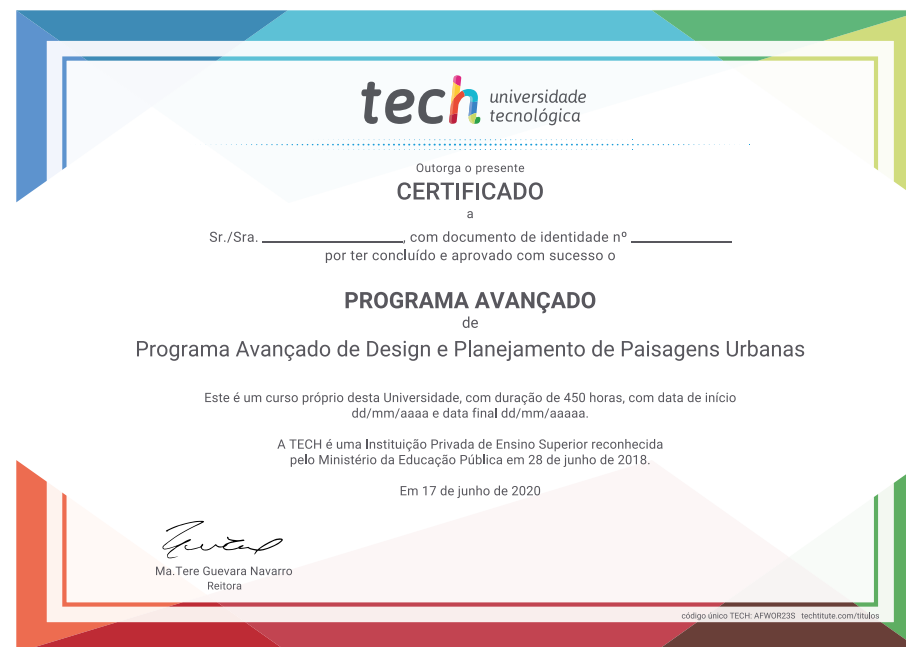 tech universidade
tecnológica
Outorga o presente
CERTIFICADO
a
Sr./Sra. ____________________, com documento de identidade nº ______________
por ter concluído e aprovado com sucesso o
PROGRAMA AVANÇADO
de
Programa Avançado de Design e Planejamento de Paisagens Urbanas
Este é um curso próprio desta Universidade, com duração de 450 horas, com data de início
dd/mm/aaaa e data final dd/mm/aaaaa.
A TECH é uma Instituição Privada de Ensino Superior reconhecida
pelo Ministério da Educação Pública em 28 de junho de 2018.
Em 17 de junho de 2020
Ma.Tere Guevara Navarro
Reitora
código único TECH: AFWOR23S techtitute.com/titulos